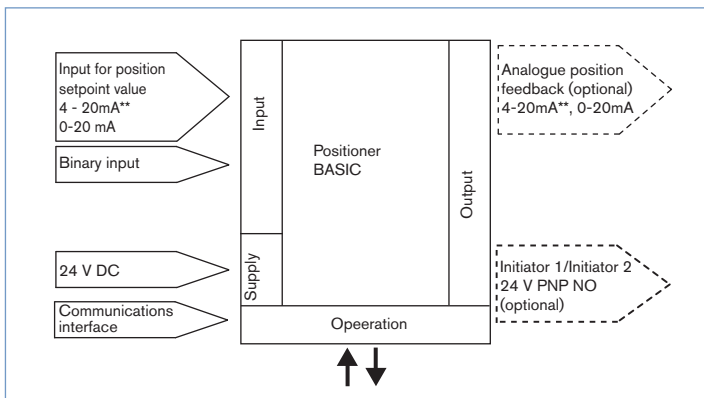 Input for position
setpoint value
4 - 20mA**
0-20 mA
Binary input
24 V DC
Communications
interface
Input
Supply
Positioner
BASIC
Output
Opeeration
Analogue position
feedback (optional)
4-20mA**, 0-20mA
Initiator 1/Initiator 2
24 V PNP NO
(optional)